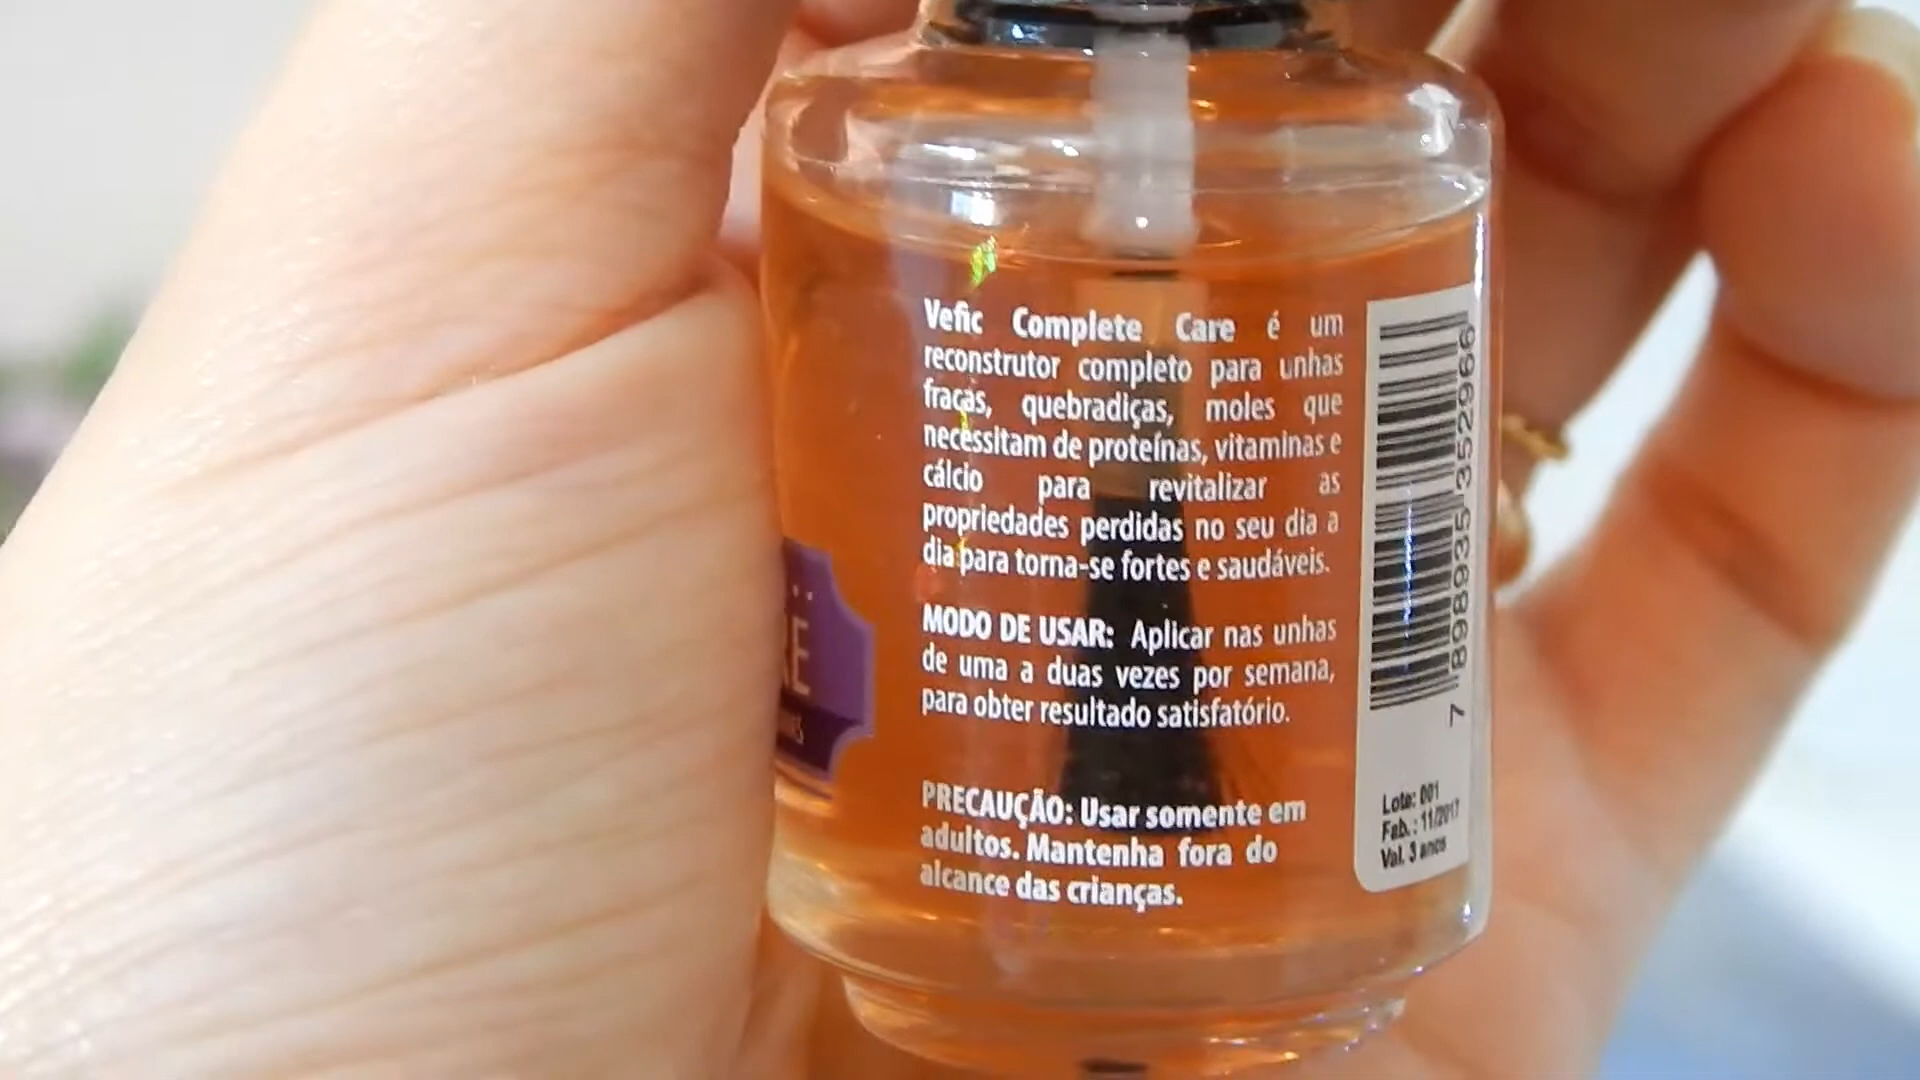 Vefic Complete Care é um
reconstrutor completo para unhas
fracas, quebradiças, moles que
necessitam de proteínas, vitaminas e
cálcio para revitalizar as
propriedades perdidas no seu dia a
dia para torna-se fortes e saudáveis.
MODO DE USAR: Aplicar nas unhas
de uma a duas vezes por semana,
para obter resultado satisfatório.
PRECAUÇÃO: Usar somente em
adultos. Mantenha fora do
alcance das crianças.
7 898935 352966
Lote: 001
Fab.: 11/2017
Val. 3 anos